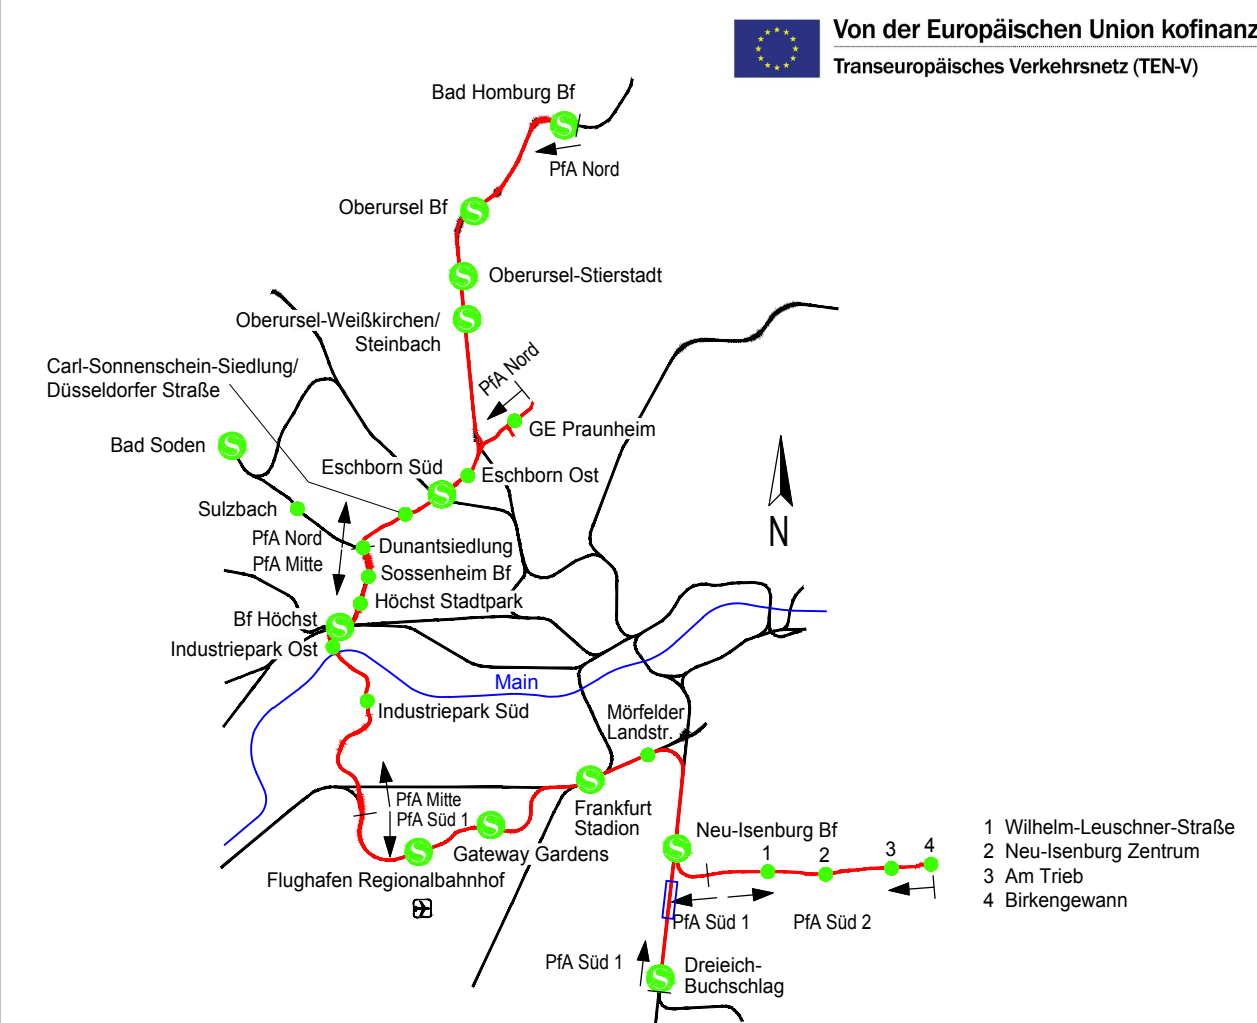 Von der Europäischen Union kofinanz
Transeuropäisches Verkehrsnetz (TEN-V)
Bad Homburg Bf
PfA Nord
Oberursel Bf
Oberursel-Stierstadt
Oberursel-Weißkirchen/
Steinbach
PfA Nord
Carl-Sonnenschein-Siedlung/
Düsseldorfer Straße
GE Praunheim
Bad Soden
Eschborn Süd
Eschborn Ost
Sulzbach
PfA Nord
PfA Mitte
Dunantsiedlung
Sossenheim Bf
Höchst Stadtpark
Bf Höchst
Industriepark Ost
N
Main
Industriepark Süd
Mörfelder
Landstr.
PfA Mitte
PfA Süd 1
Frankfurt
Stadion
Gateway Gardens
Flughafen Regionalbahnhof
Neu-Isenburg Bf
1
2
3
4
1 Wilhelm-Leuschner-Straße
2 Neu-Isenburg Zentrum
3 Am Trieb
4 Birkengewann
PfA Süd 1
PfA Süd 2
PfA Süd 1
Dreieich-
Buchschlag
S
S
S
S
S
S
S
S
S
S
S
S